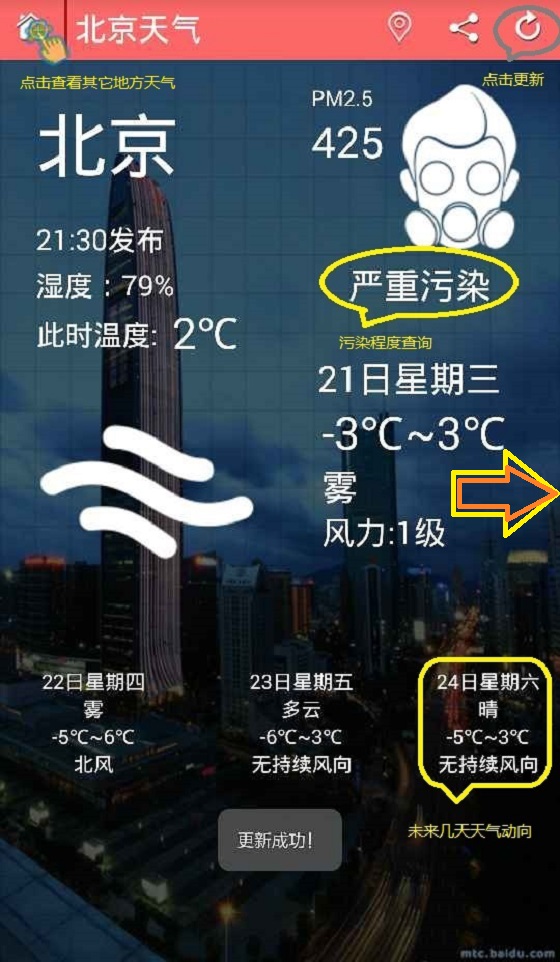 北京天气
点击查看其它地方天气
点击更新
北京
PM2.5
425
21:30发布
湿度：79%
此时温度: 2℃
严重污染
污染程度查询
21日星期三
-3℃~3℃
雾
风力:1级
22日星期四
雾
-5℃~6℃
北风
23日星期五
多云
-6℃~3℃
无持续风向
24日星期六
晴
-5℃~3℃
无持续风向
未来几天天气动向
更新成功!
mtc.baidu.com